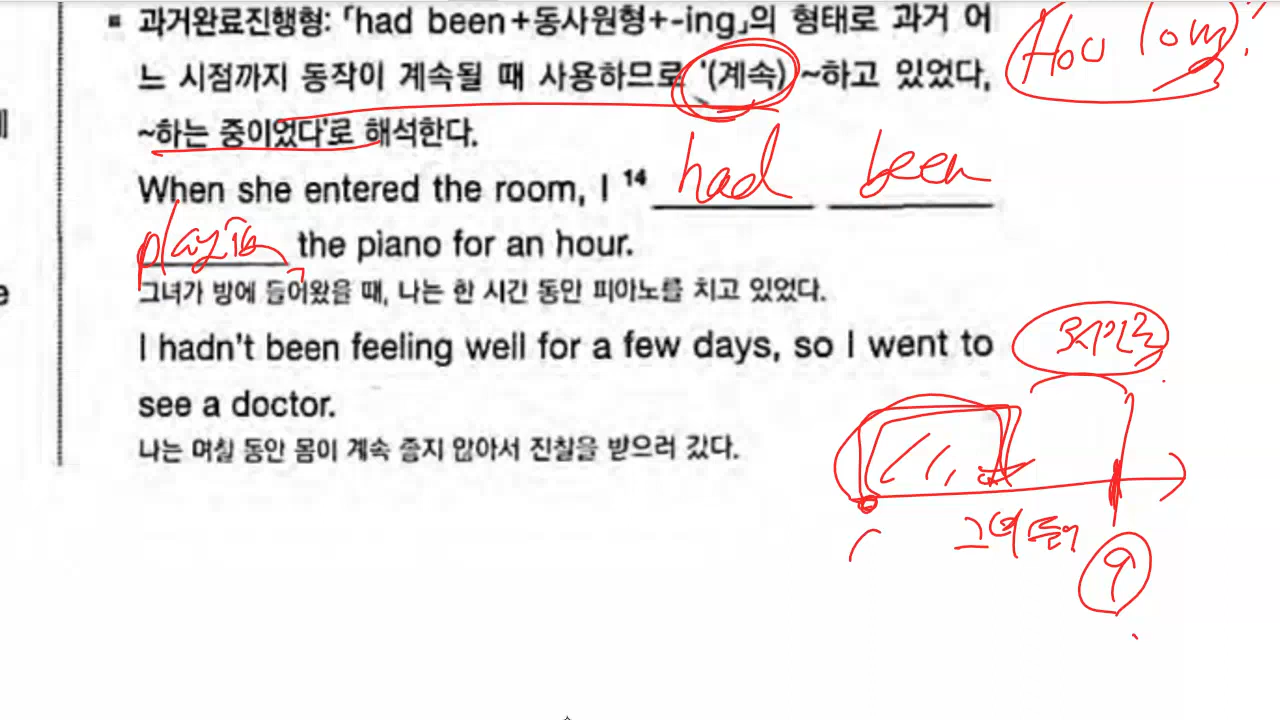 ▪ 과거완료진행형: 「had been+동사원형+-ing」의 형태로 과거 어
느 시점까지 동작이 계속될 때 사용하므로 '(계속) ~하고 있었다,
~하는 중이었다'로 해석한다.
How long?
When she entered the room, I 14 had been
playing the piano for an hour.
그녀가 방에 들어왔을 때, 나는 한 시간 동안 피아노를 치고 있었다.
I hadn't been feeling well for a few days, so I went to
see a doctor.
나는 며칠 동안 몸이 계속 좋지 않아서 진찰을 받으러 갔다.
그녀 들어